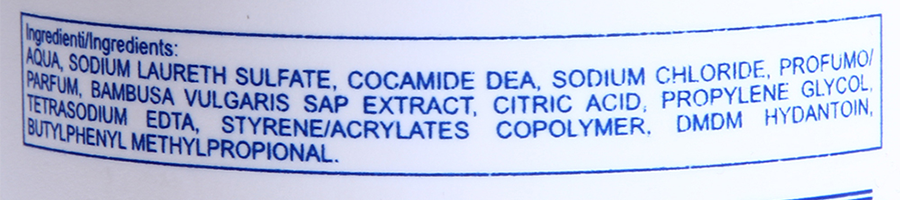 Ingredienti/Ingredients:
AQUA, SODIUM LAURETH SULFATE, COCAMIDE DEA, SODIUM CHLORIDE, PROFUMO/
PARFUM, BAMBUSA VULGARIS SAP EXTRACT, CITRIC ACID, PROPYLENE GLYCOL,
TETRASODIUM EDTA, STYRENE/ACRYLATES COPOLYMER, DMDM HYDANTOIN,
BUTYLPHENYL METHYLPROPIONAL.